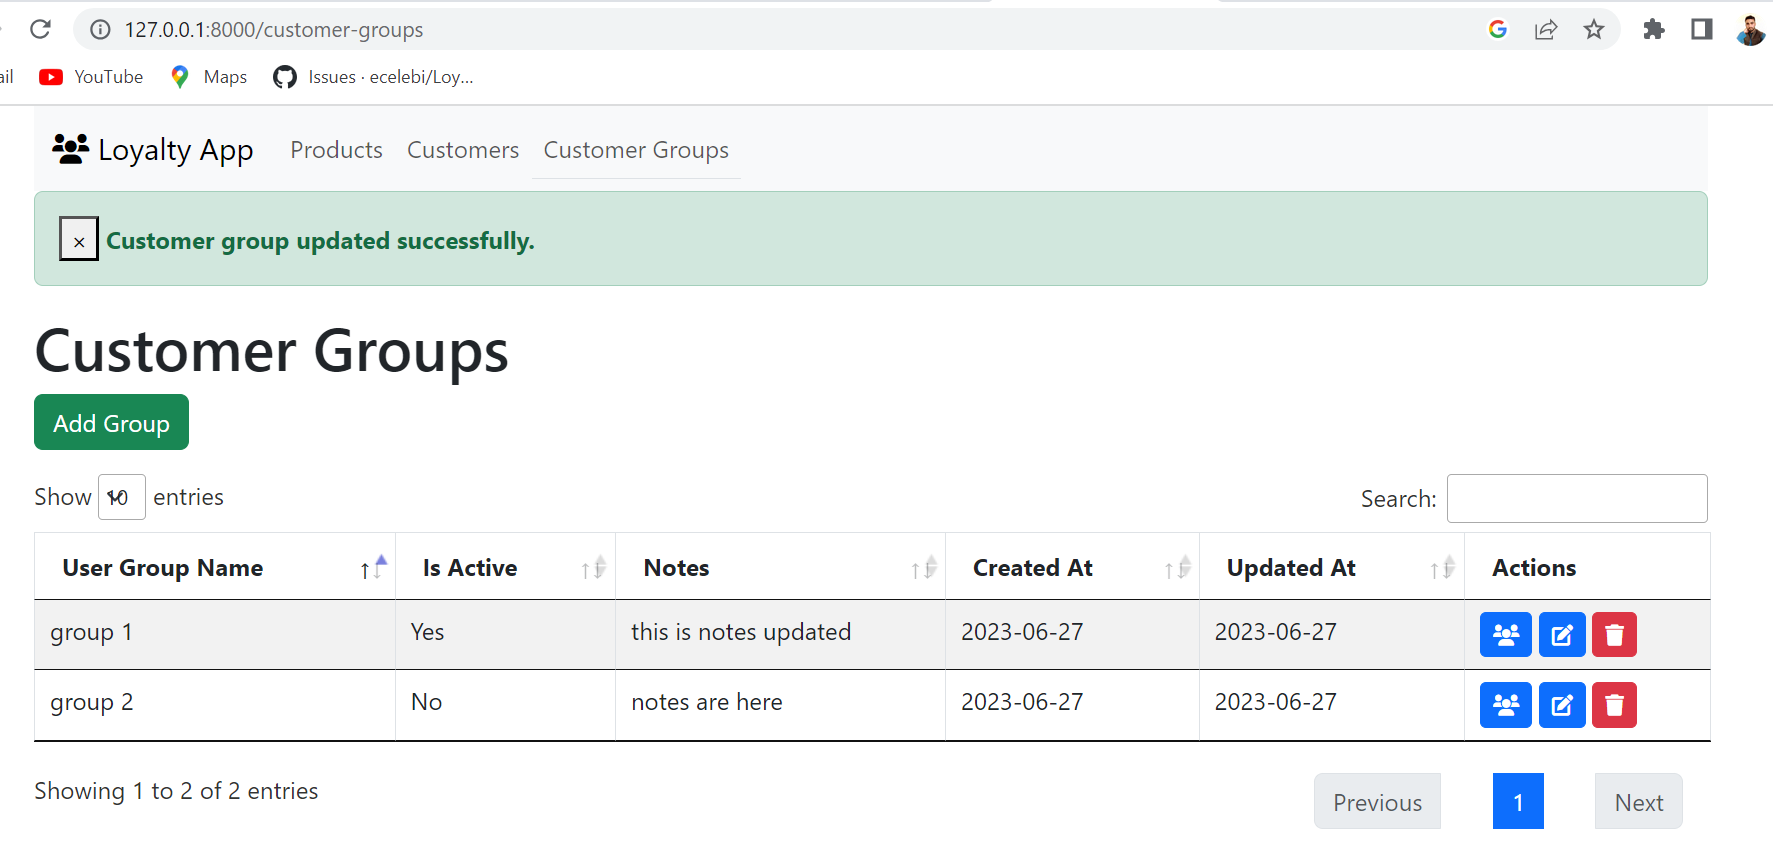 127.0.0.1:8000/customer-groups
ail YouTube Maps Issues · ecelebi/Loy...
Loyalty App Products Customers Customer Groups
× Customer group updated successfully.
Customer Groups
Add Group
Show 10 entries Search:
User Group Name Is Active Notes Created At Updated At Actions
group 1 Yes this is notes updated 2023-06-27 2023-06-27
group 2 No notes are here 2023-06-27 2023-06-27
Showing 1 to 2 of 2 entries Previous 1 Next